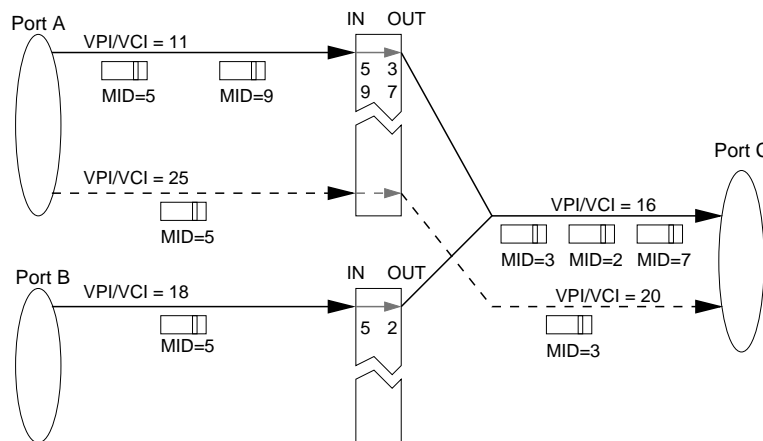 Port A
IN OUT
VPI/VCI = 11
5 3
9 7
MID=5
MID=9
Port C
VPI/VCI = 25
MID=5
VPI/VCI = 16
MID=3
MID=2
MID=7
Port B
IN OUT
VPI/VCI = 18
VPI/VCI = 20
5 2
MID=5
MID=3